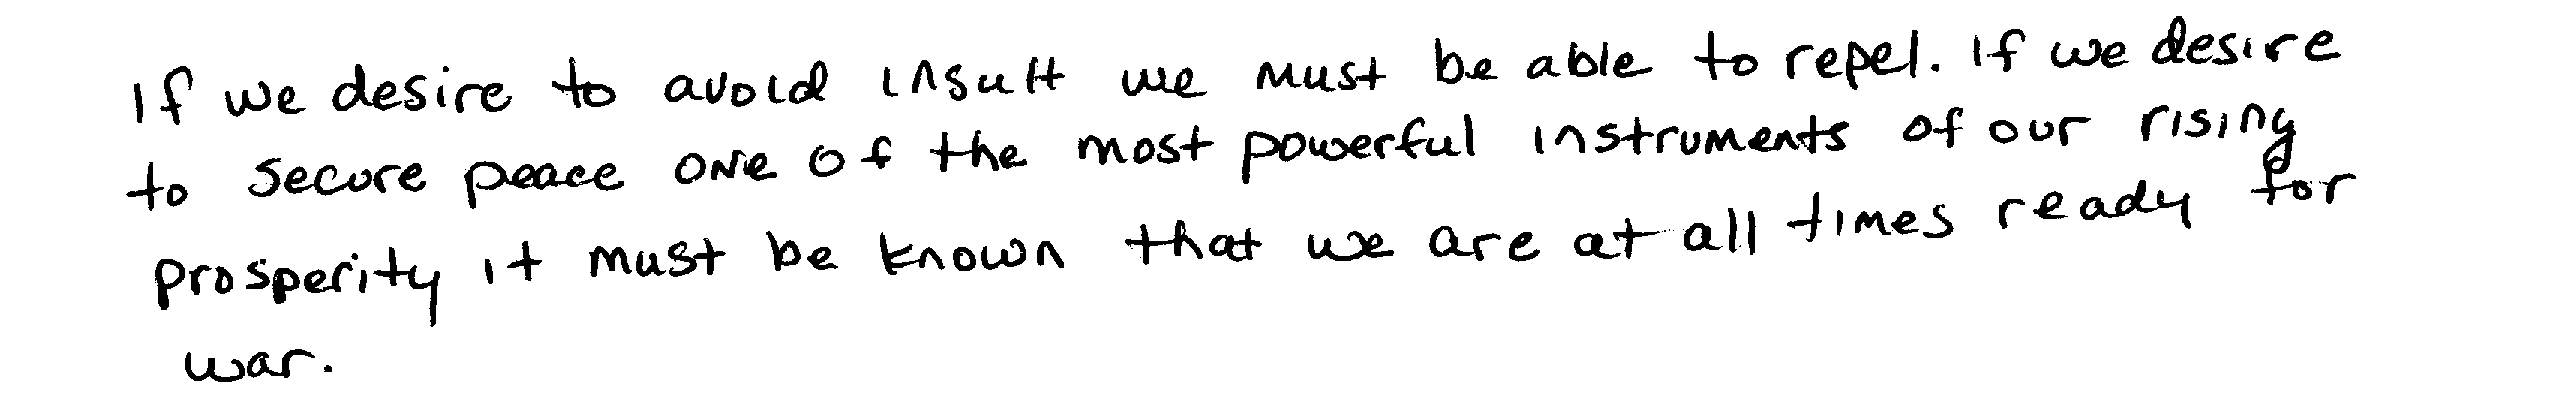 If we desire to avoid insult we must be able to repel. If we desire
to secure peace one of the most powerful instruments of our rising
prosperity it must be known that we are at all times ready for
war.